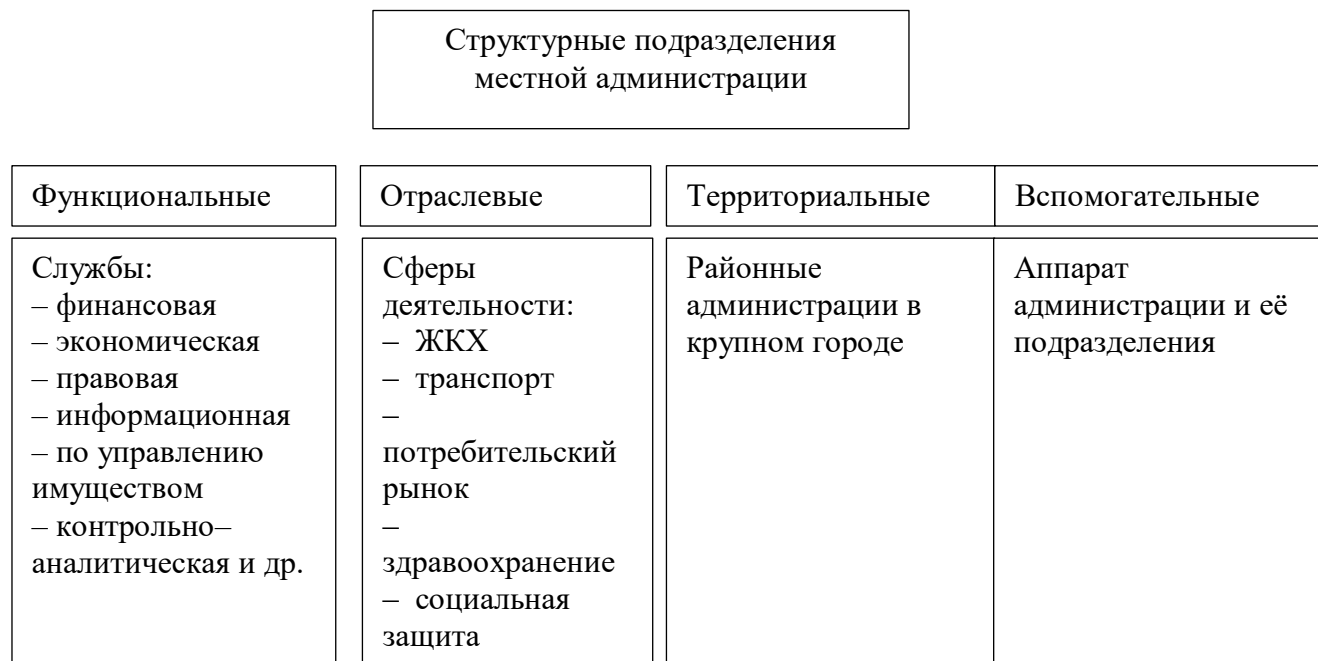 Структурные подразделения
местной администрации
Функциональные
Отраслевые
Территориальные
Вспомогательные
Службы:
– финансовая
– экономическая
– правовая
– информационная
– по управлению
имуществом
– контрольно–
аналитическая и др.
Сферы
деятельности:
– ЖКХ
– транспорт
–
потребительский
рынок
–
здравоохранение
– социальная
защита
Районные
администрации в
крупном городе
Аппарат
администрации и её
подразделения